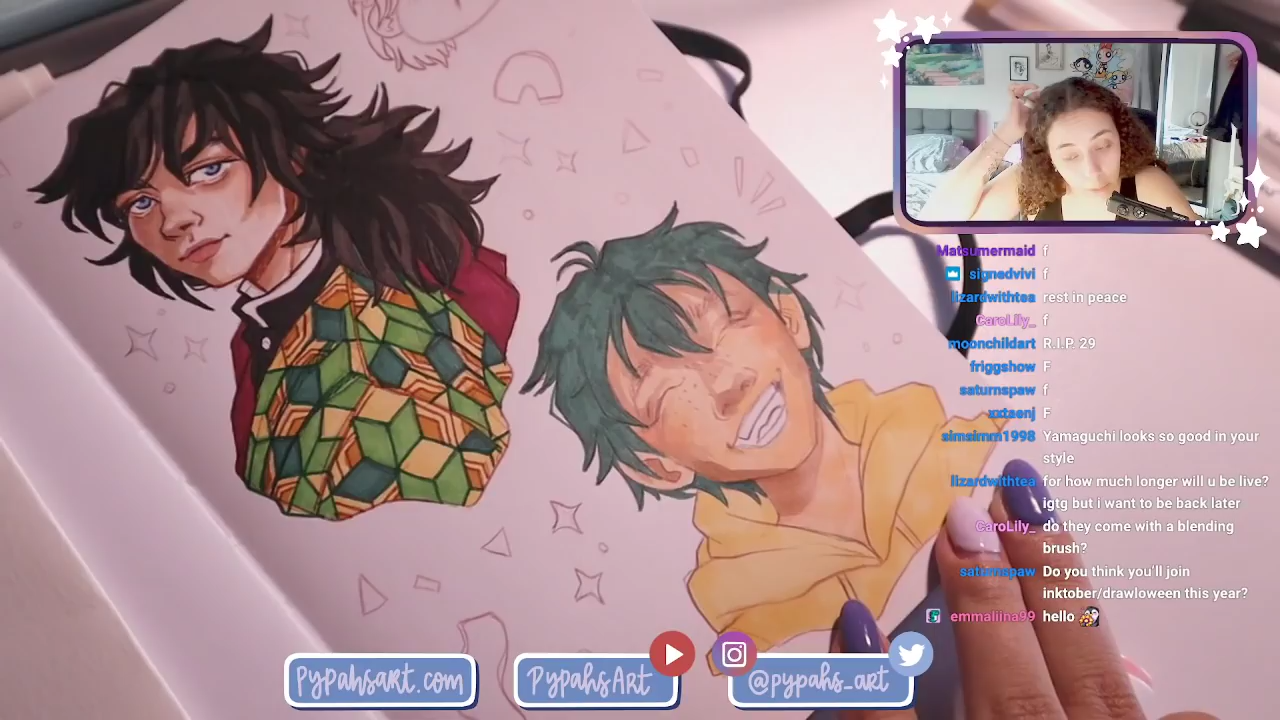 Matsumermaid f
signedvivi f
lizardwithtea rest in peace
CaroLily_ f
moonchildart R.I.P. 29
friggshow F
saturnspaw f
xxtaenj F
simsimm1998 Yamaguchi looks so good in your
style
lizardwithtea for how much longer will u be live?
igtg but i want to be back later
CaroLily_ do they come with a blending
brush?
saturnspaw Do you think you'll join
inktober/drawloween this year?
emmaliina99 hello
PypahsArt.com
PypahsArt
@pypahs_art